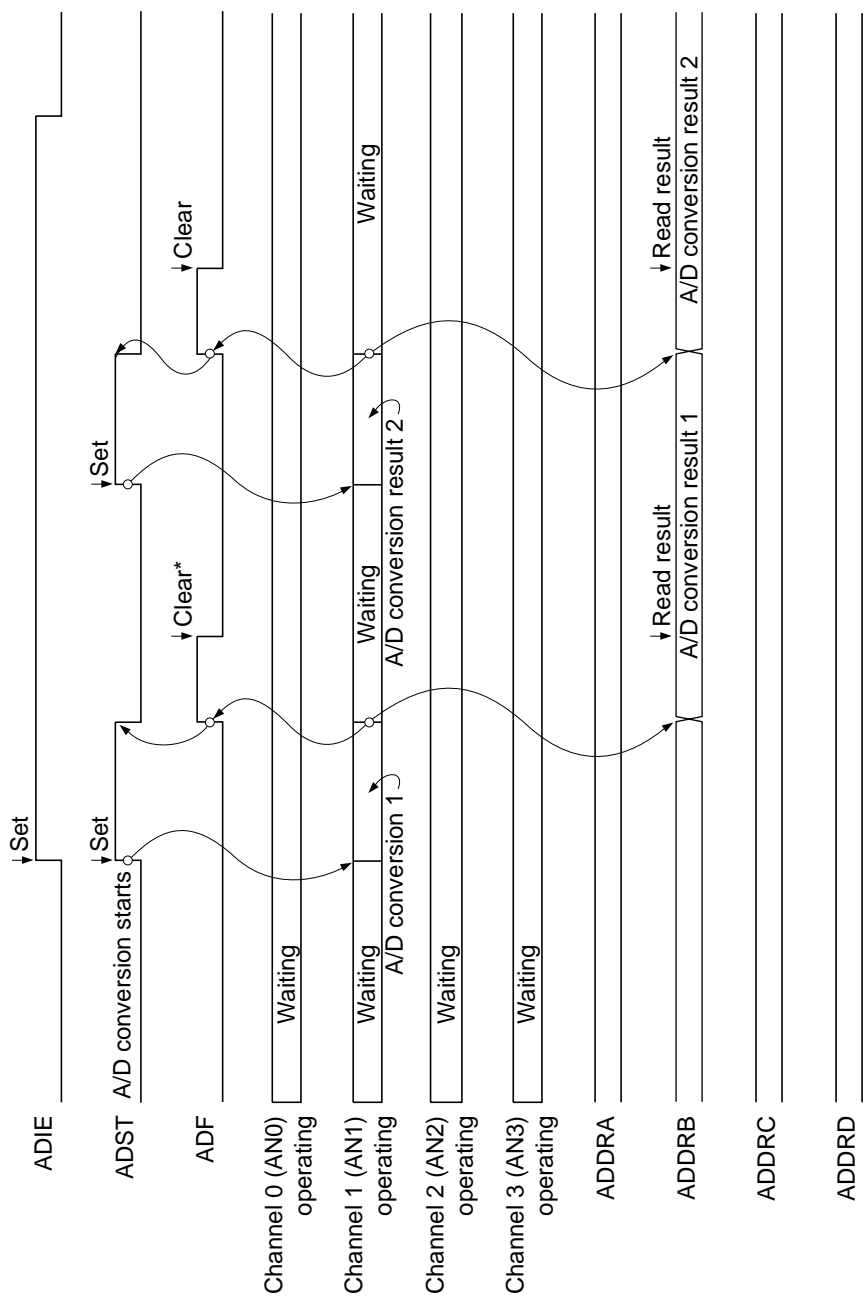 ADIE
Set
ADST
A/D conversion starts
Set
Set
ADF
Clear*
Clear
Channel 0 (AN0)
operating
Waiting
Channel 1 (AN1)
operating
Waiting
A/D conversion 1
Waiting
A/D conversion result 2
Waiting
Channel 2 (AN2)
operating
Waiting
Channel 3 (AN3)
operating
Waiting
ADDRA
ADDRB
Read result
A/D conversion result 1
Read result
A/D conversion result 2
ADDRC
ADDRD